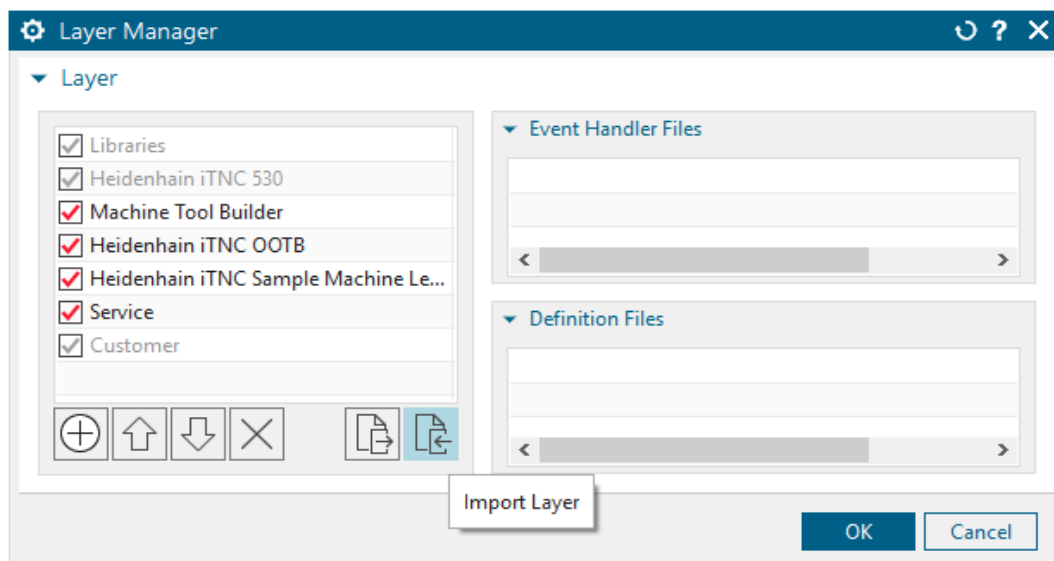 Layer Manager
Layer
Libraries
Heidenhain iTNC 530
Machine Tool Builder
Heidenhain iTNC OOTB
Heidenhain iTNC Sample Machine Le...
Service
Customer
Event Handler Files
Definition Files
Import Layer
OK
Cancel